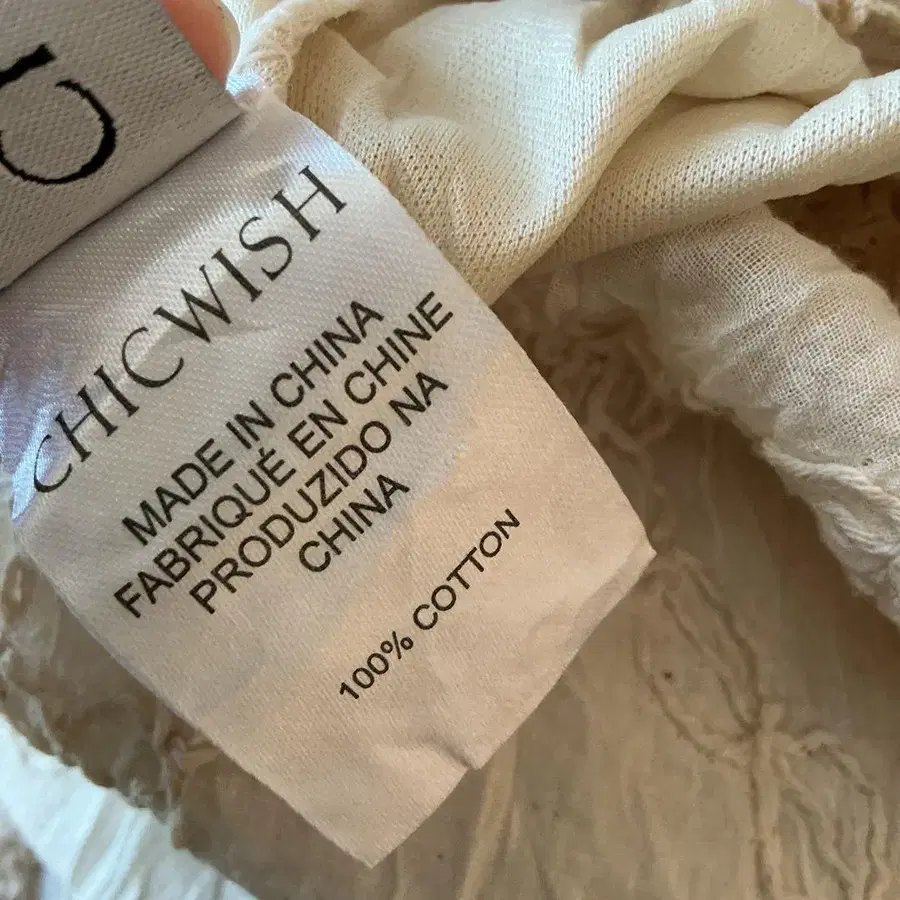 CHICWISH
MADE IN CHINA
FABRIQUÉ EN CHINE
PRODUZIDO NA
CHINA
100% COTTON